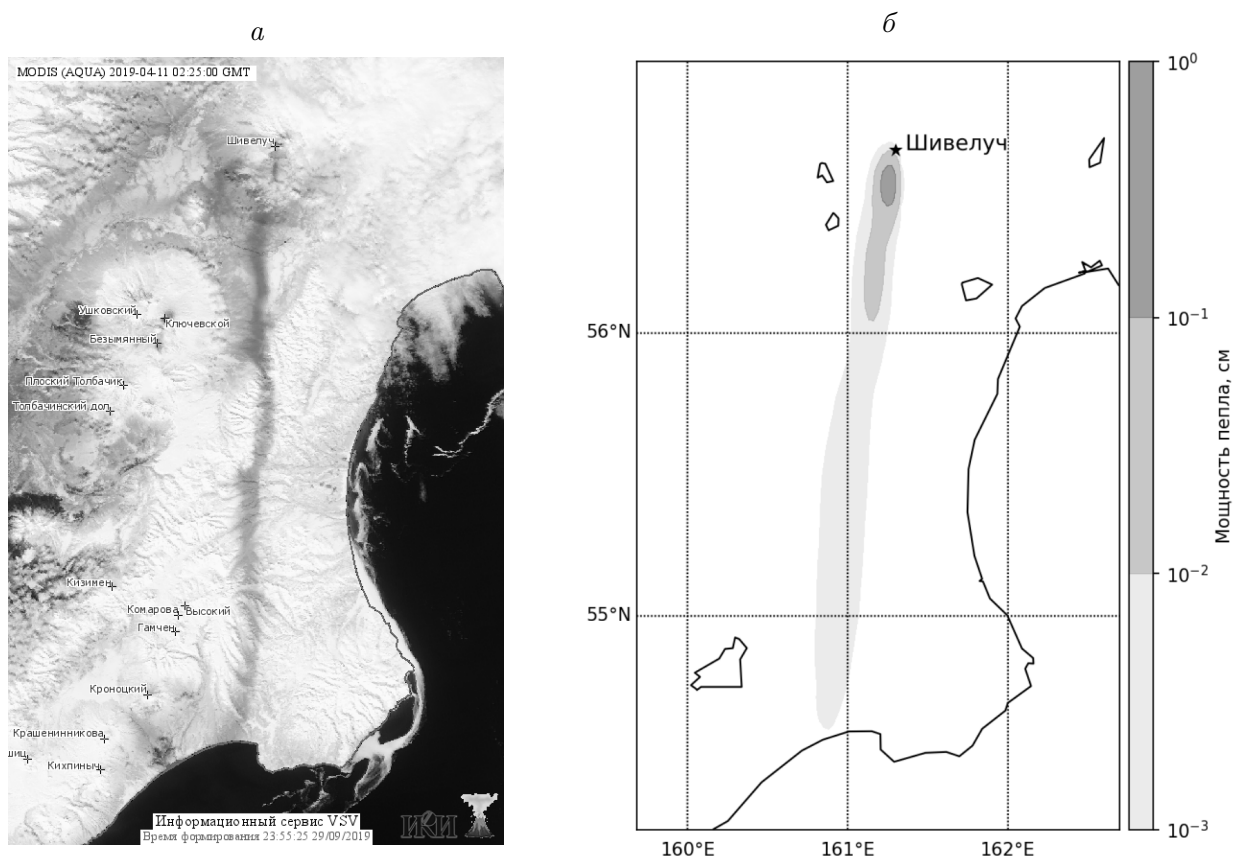 а
б
MODIS (AQUA) 2019-04-11 02:25:00 GMT
Шивелуч
Ушковский
Ключевской
Безымянный
Плоский Толбачик
Толбачинский дол
Кизимен
Комарова
Высокий
Гамчен
Кроноцкий
Крашенинникова
шиц
Кихпиныч
Информационный сервис VSV
Время формирования 23:55:25 29/09/2019
ИКИ
Шивелуч
56°N
55°N
160°E
161°E
162°E
10⁰
10⁻¹
10⁻²
10⁻³
Мощность пепла, см